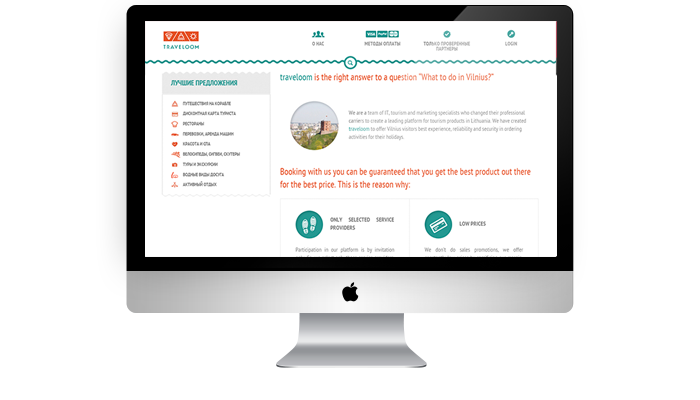 TRAVELOOM
О НАС
VISA PayPal
МЕТОДЫ ОПЛАТЫ
ТОЛЬКО ПРОВЕРЕННЫЕ
ПАРТНЕРЫ
LOGIN
ЛУЧШИЕ ПРЕДЛОЖЕНИЯ
ПУТЕШЕСТВИЯ НА КОРАБЛЕ
ДИСКОНТНАЯ КАРТА ТУРИСТА
РЕСТОРАНЫ
ПЕРЕВОЗКИ, АРЕНДА МАШИН
КРАСОТА И СПА
ВЕЛОСИПЕДЫ, СИГВЕИ, СКУТЕРЫ
ТУРЫ И ЭКСКУРСИИ
ВОДНЫЕ ВИДЫ ДОСУГА
АКТИВНЫЙ ОТДЫХ
traveloom is the right answer to a question "What to do in Vilnius?"
We are a team of IT, tourism and marketing specialists who changed their professional
carriers to create a leading platform for tourism products in Lithuania. We have created
traveloom to offer Vilnius visitors best experience, reliability and security in ordering
activities for their holidays.
Booking with us you can be guaranteed that you get the best product out there
for the best price. This is the reason why:
ONLY SELECTED SERVICE
PROVIDERS
Participation in our platform is by invitation
LOW PRICES
We don't do sales promotions, we offer